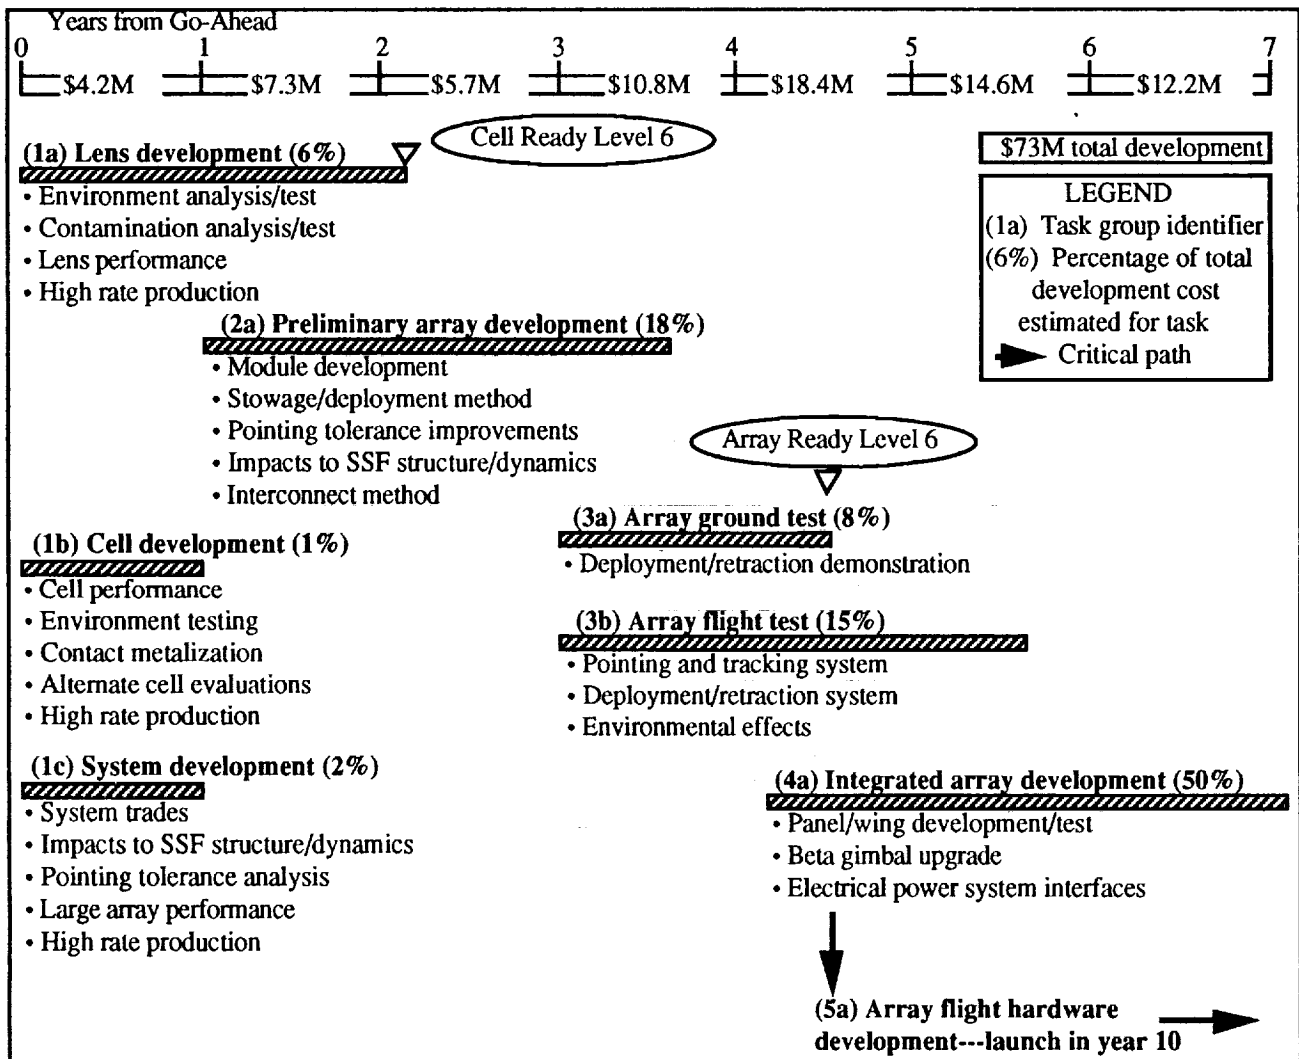 Years from Go-Ahead
0 1 2 3 4 5 6 7
$4.2M $7.3M $5.7M $10.8M $18.4M $14.6M $12.2M
Cell Ready Level 6
$73M total development
LEGEND
(1a) Task group identifier
(6%) Percentage of total
development cost
estimated for task
Critical path
(1a) Lens development (6%)
• Environment analysis/test
• Contamination analysis/test
• Lens performance
• High rate production
(2a) Preliminary array development (18%)
• Module development
• Stowage/deployment method
• Pointing tolerance improvements
• Impacts to SSF structure/dynamics
• Interconnect method
Array Ready Level 6
(3a) Array ground test (8%)
• Deployment/retraction demonstration
(1b) Cell development (1%)
• Cell performance
• Environment testing
• Contact metalization
• Alternate cell evaluations
• High rate production
(3b) Array flight test (15%)
• Pointing and tracking system
• Deployment/retraction system
• Environmental effects
(1c) System development (2%)
• System trades
• Impacts to SSF structure/dynamics
• Pointing tolerance analysis
• Large array performance
• High rate production
(4a) Integrated array development (50%)
• Panel/wing development/test
• Beta gimbal upgrade
• Electrical power system interfaces
(5a) Array flight hardware
development---launch in year 10